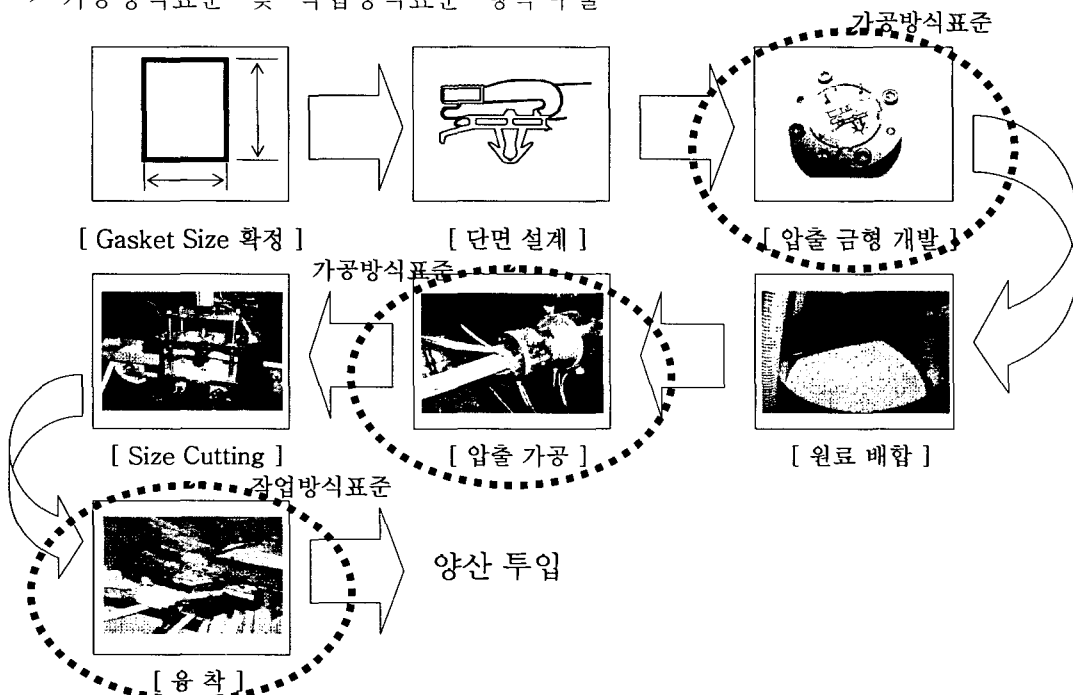 가공방식표준
[ Gasket Size 확정 ]
[ 단면 설계 ]
[ 압출 금형 개발 ]
가공방식표준
[ Size Cutting ]
[ 압출 가공 ]
[ 원료 배합 ]
작업방식표준
양산 투입
[ 융 착 ]